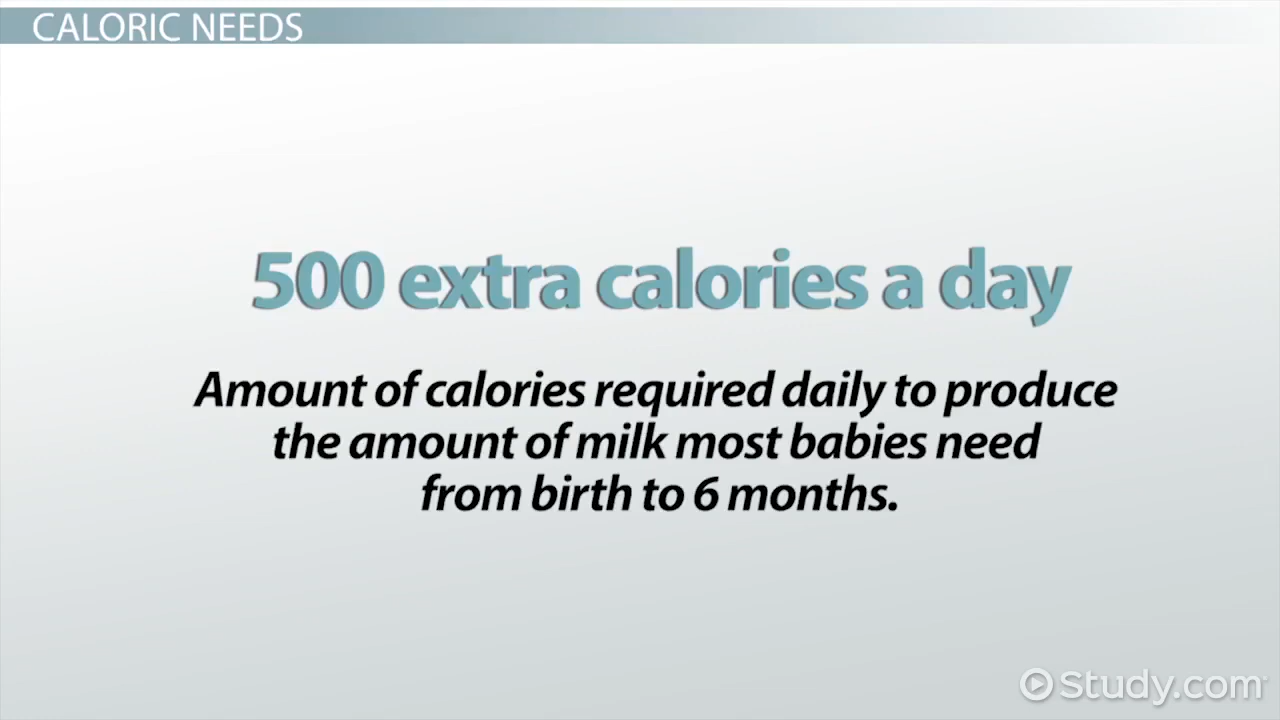 CALORIC NEEDS
500 extra calories a day
Amount of calories required daily to produce
the amount of milk most babies need
from birth to 6 months.
Study.com